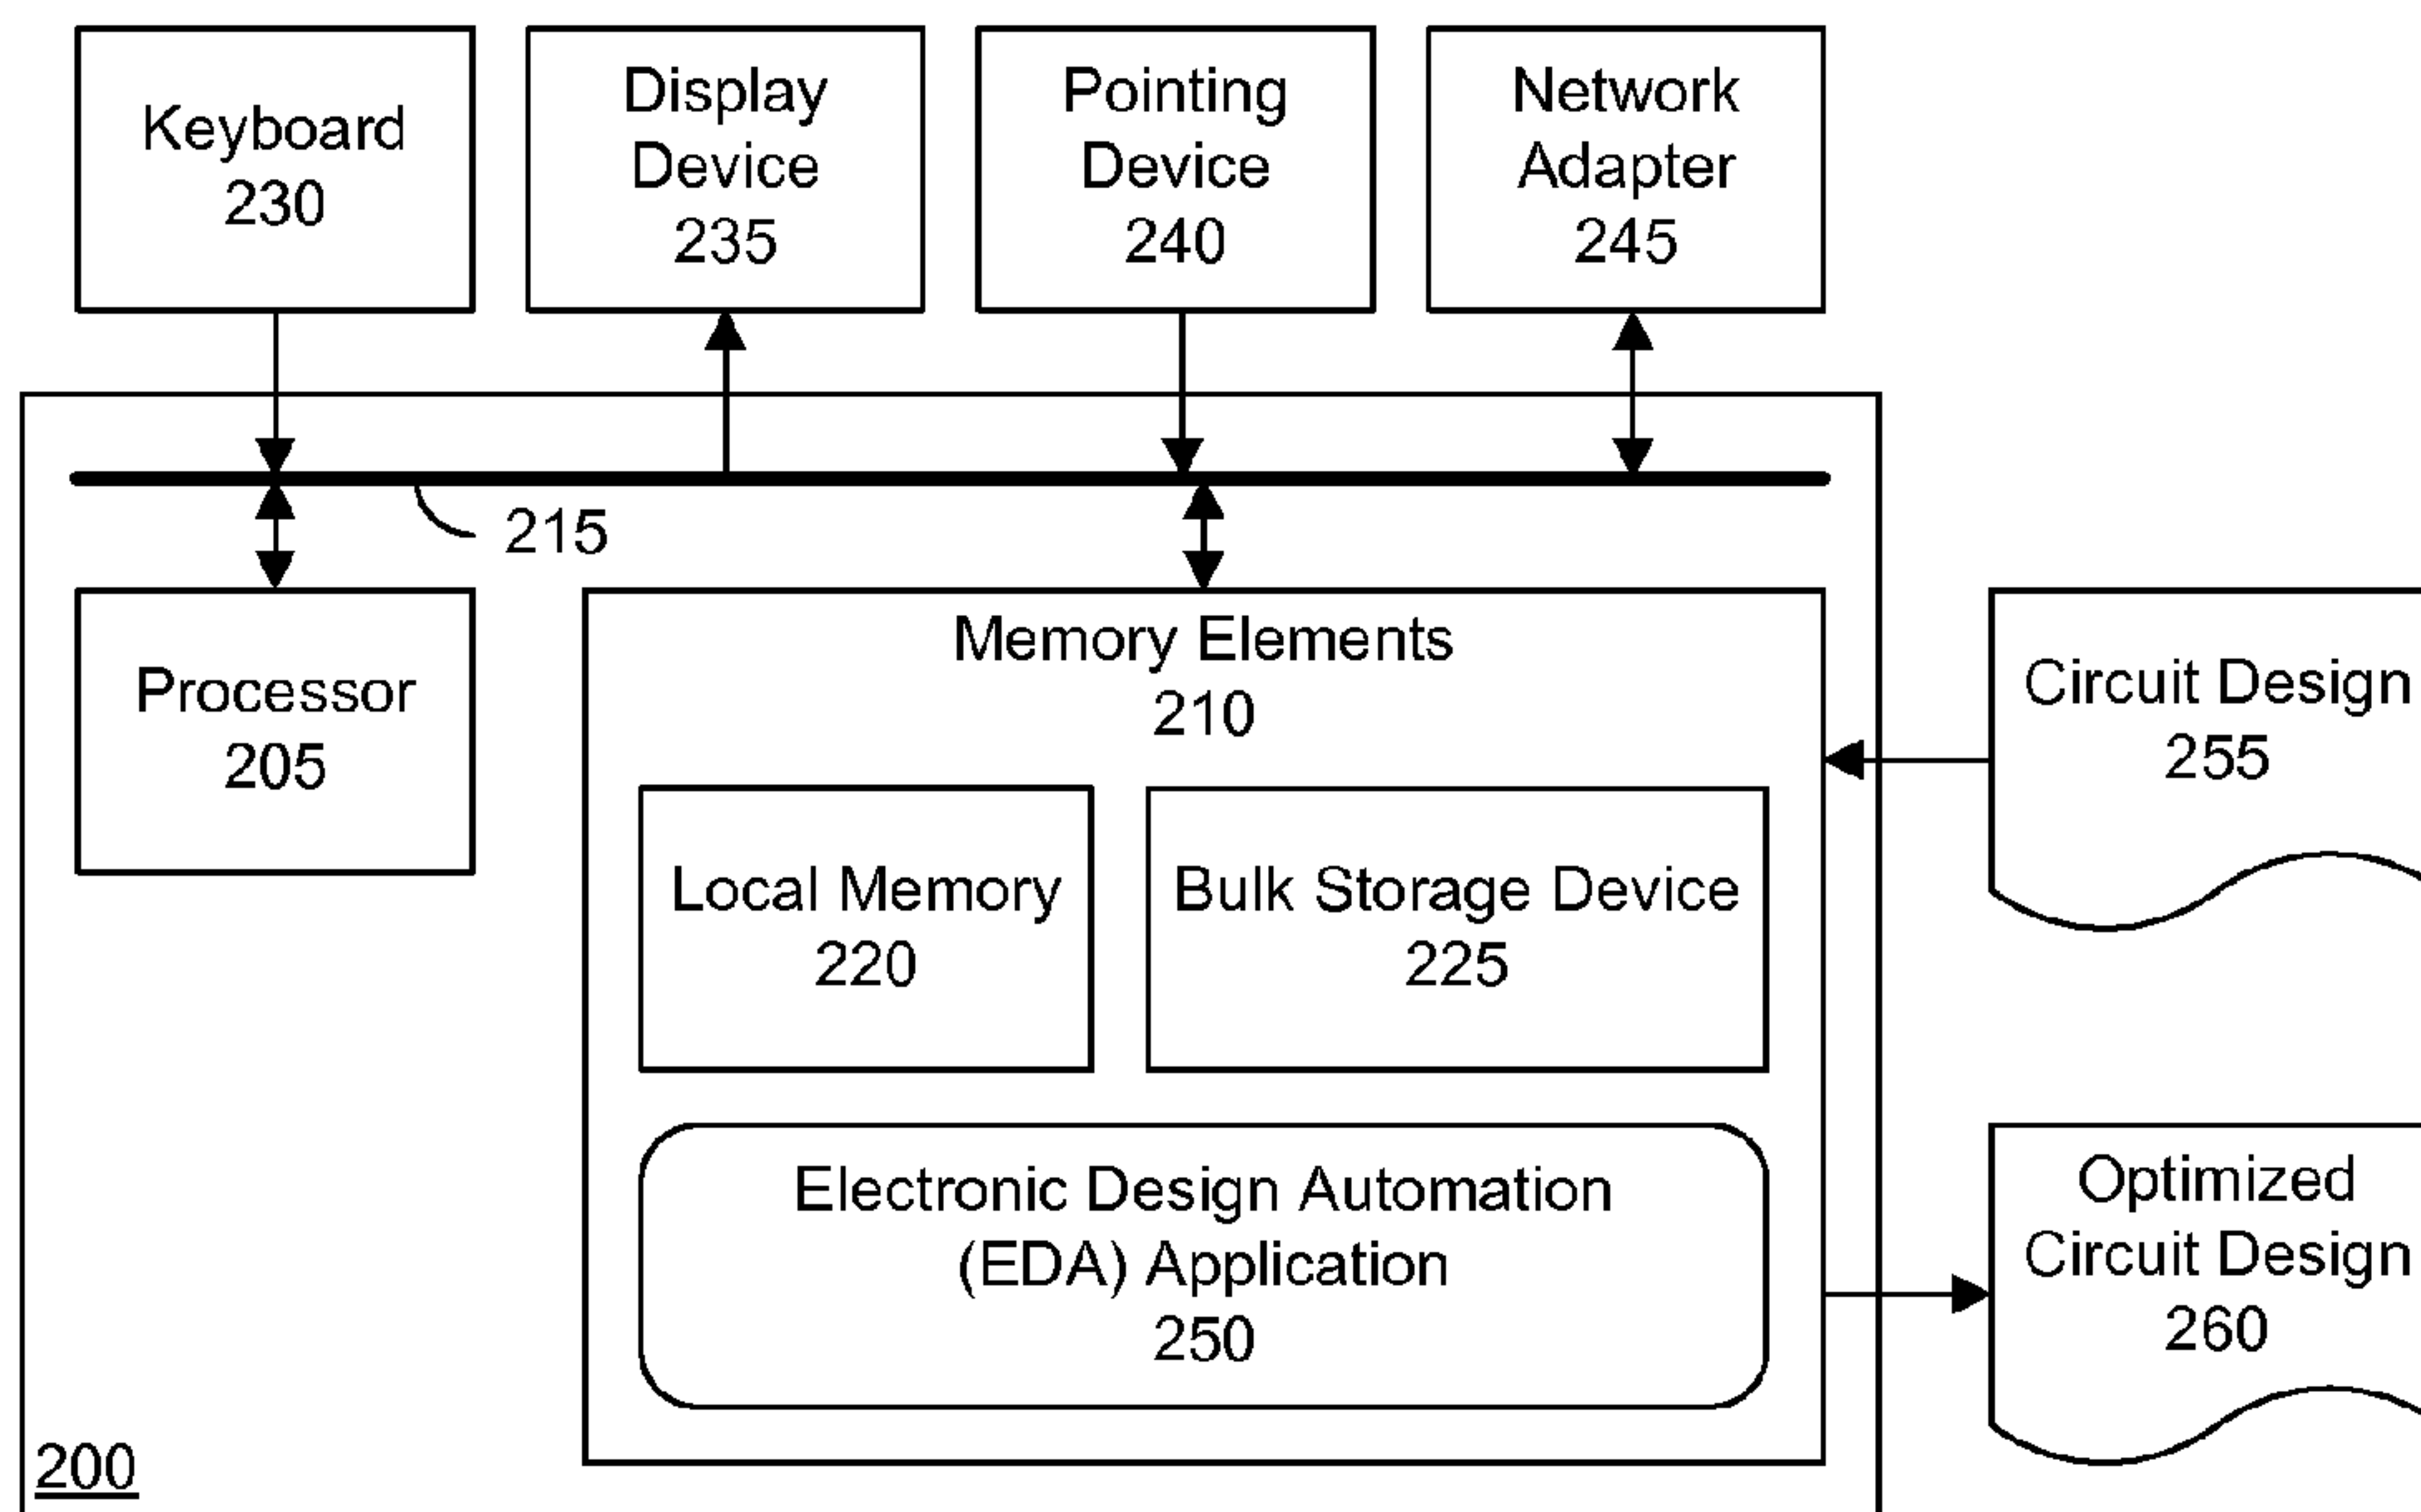 Keyboard
230
Display
Device
235
Pointing
Device
240
Network
Adapter
245
215
Processor
205
Memory Elements
210
Local Memory
220
Bulk Storage Device
225
Electronic Design Automation
(EDA) Application
250
Circuit Design
255
Optimized
Circuit Design
260
200